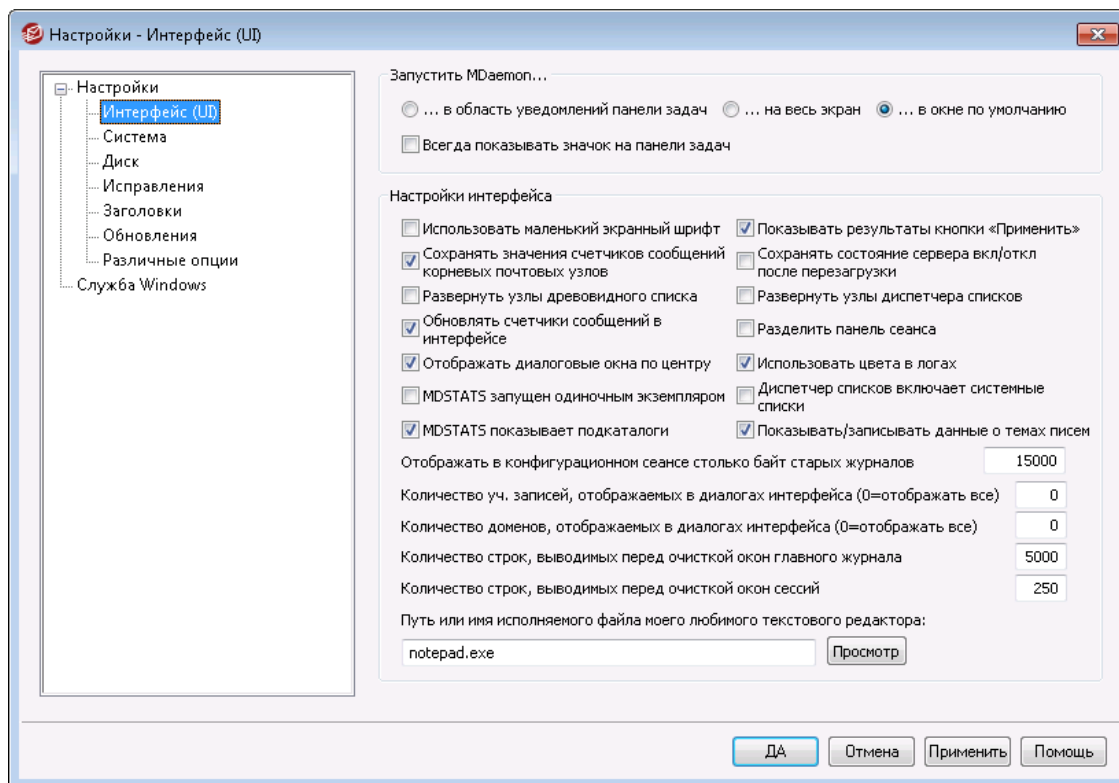 Настройки - Интерфейс (UI)
Настройки
Интерфейс (UI)
Система
Диск
Исправления
Заголовки
Обновления
Различные опции
Служба Windows
Запустить MDaemon...
... в область уведомлений панели задач ... на весь экран ... в окне по умолчанию
Всегда показывать значок на панели задач
Настройки интерфейса
Использовать маленький экранный шрифт
Показывать результаты кнопки «Применить»
Сохранять значения счетчиков сообщений
корневых почтовых узлов
Сохранять состояние сервера вкл/откл
после перезагрузки
Развернуть узлы древовидного списка
Развернуть узлы диспетчера списков
Обновлять счетчики сообщений в
интерфейсе
Разделить панель сеанса
Отображать диалоговые окна по центру
Использовать цвета в логах
MDSTATS запущен одиночным экземпляром
Диспетчер списков включает системные
списки
MDSTATS показывает подкаталоги
Показывать/записывать данные о темах писем
Отображать в конфигурационном сеансе столько байт старых журналов 15000
Количество уч. записей, отображаемых в диалогах интерфейса (0=отображать все) 0
Количество доменов, отображаемых в диалогах интерфейса (0=отображать все) 0
Количество строк, выводимых перед очисткой окон главного журнала 5000
Количество строк, выводимых перед очисткой окон сессий 250
Путь или имя исполняемого файла моего любимого текстового редактора:
notepad.exe Просмотр
ДА Отмена Применить Помощь